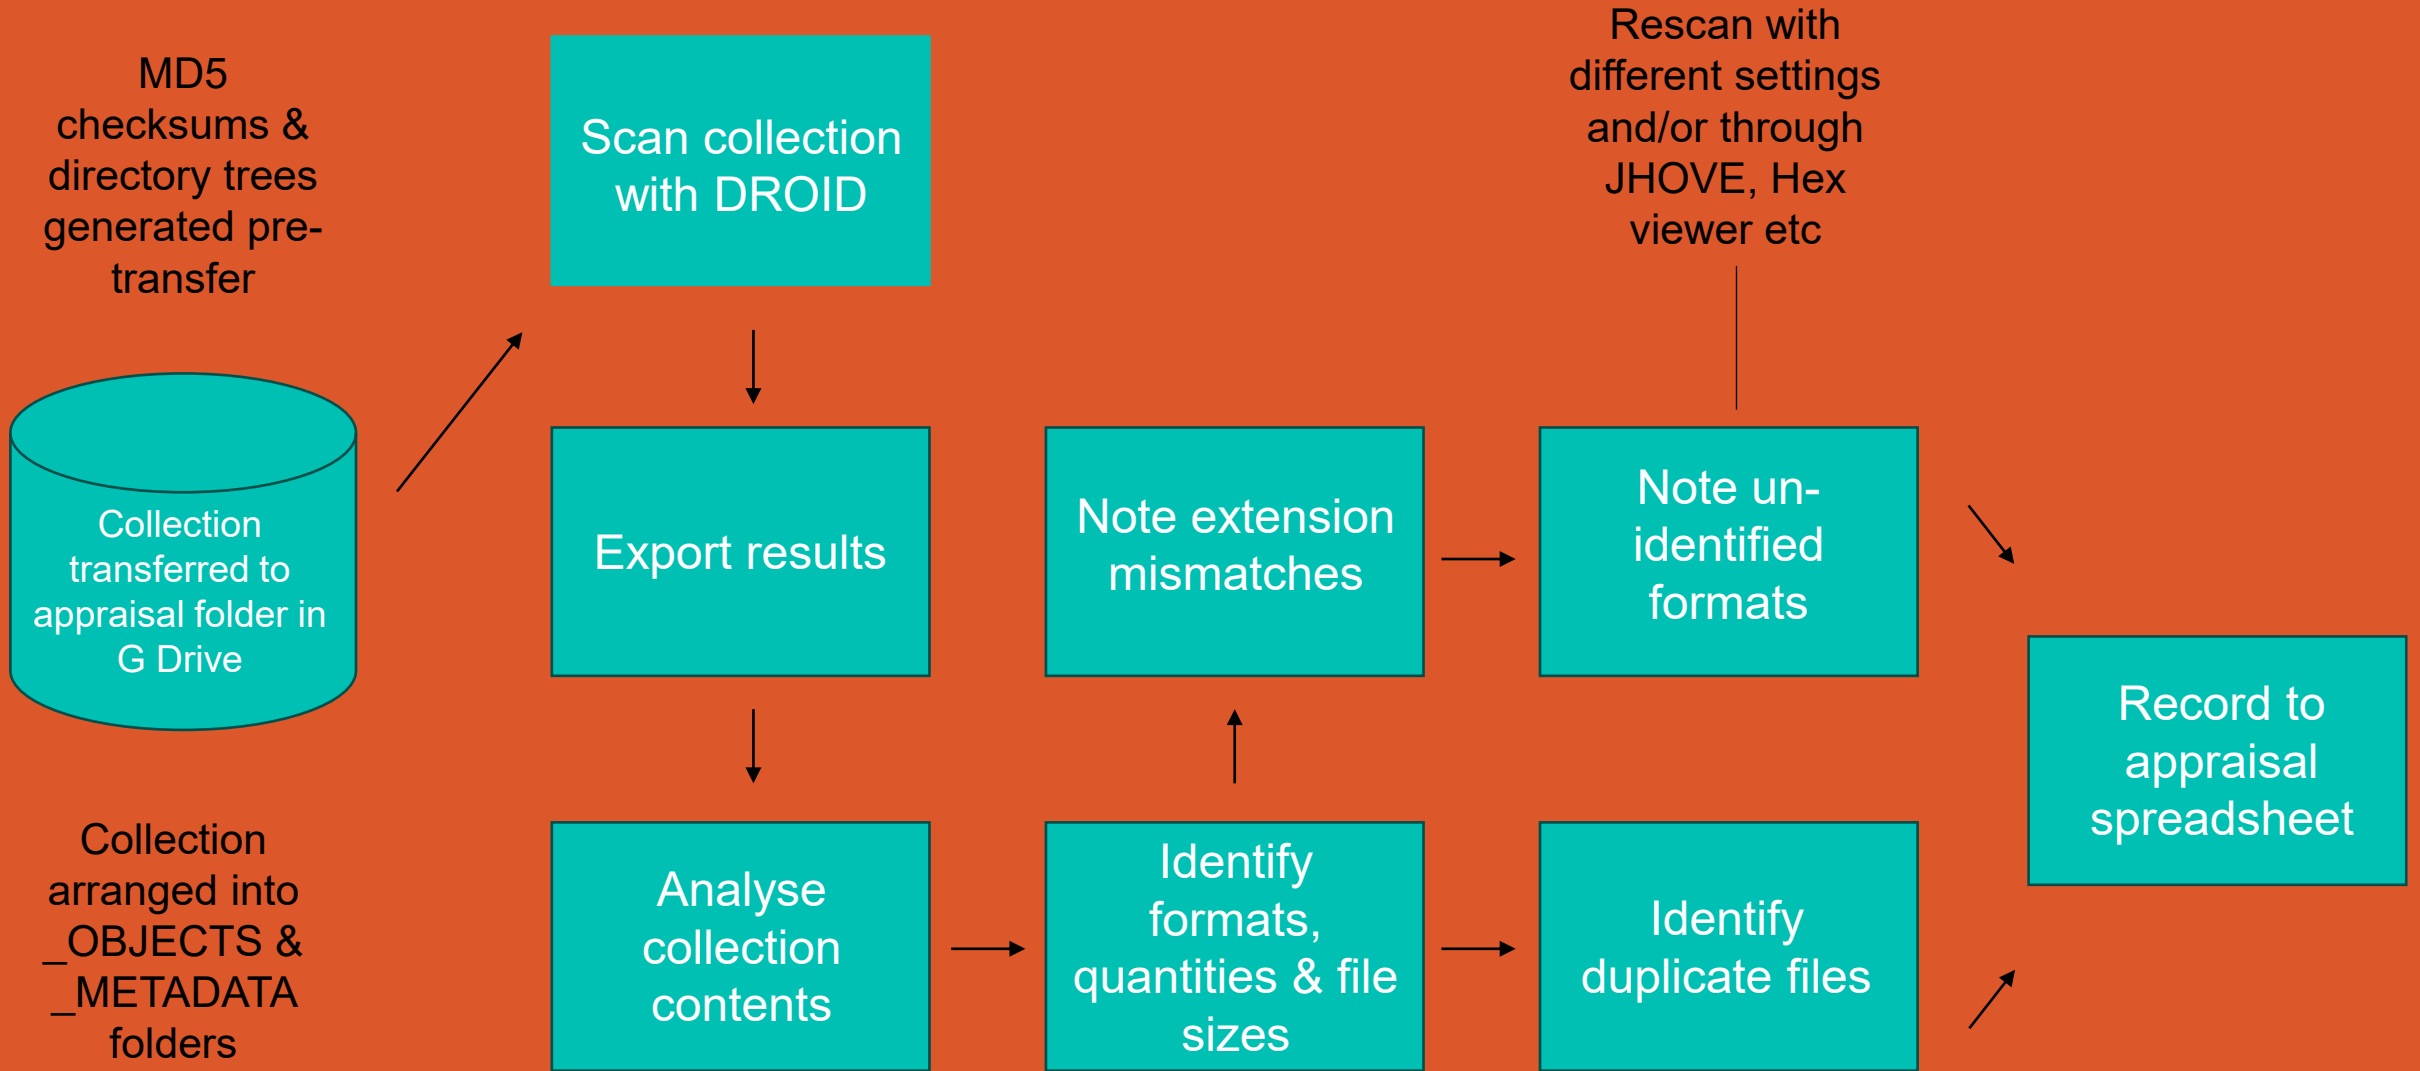 MD5
checksums &
directory trees
generated pre-
transfer
Collection
transferred to
appraisal folder in
G Drive
Collection
arranged into
_OBJECTS &
_METADATA
folders
Scan collection
with DROID
Export results
Analyse
collection
contents
Identify
formats,
quantities & file
sizes
Note extension
mismatches
Rescan with
different settings
and/or through
JHOVE, Hex
viewer etc
Note un-
identified
formats
Identify
duplicate files
Record to
appraisal
spreadsheet